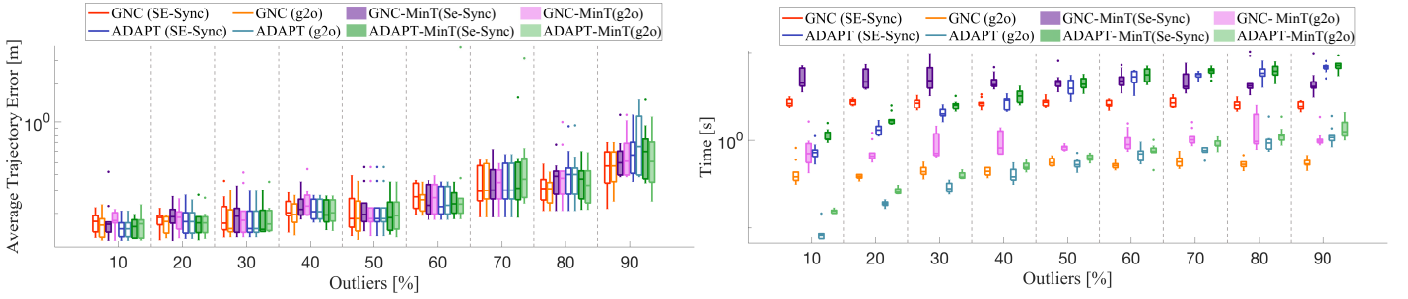 GNC (SE-Sync) GNC (g2o) GNC-MinT(Se-Sync) GNC-MinT(g2o)
ADAPT (SE-Sync) ADAPT (g2o) ADAPT-MinT(Se-Sync) ADAPT-MinT(g2o)
Average Trajectory Error [m]
10⁰
10 20 30 40 50 60 70 80 90
Outliers [%]
GNC (SE-Sync) GNC (g2o) GNC-MinT(Se-Sync) GNC- MinT(g2o)
ADAPT (SE-Sync) ADAPT (g2o) ADAPT-MinT(Se-Sync) ADAPT-MinT(g2o)
Time [s]
10⁰
10 20 30 40 50 60 70 80 90
Outliers [%]